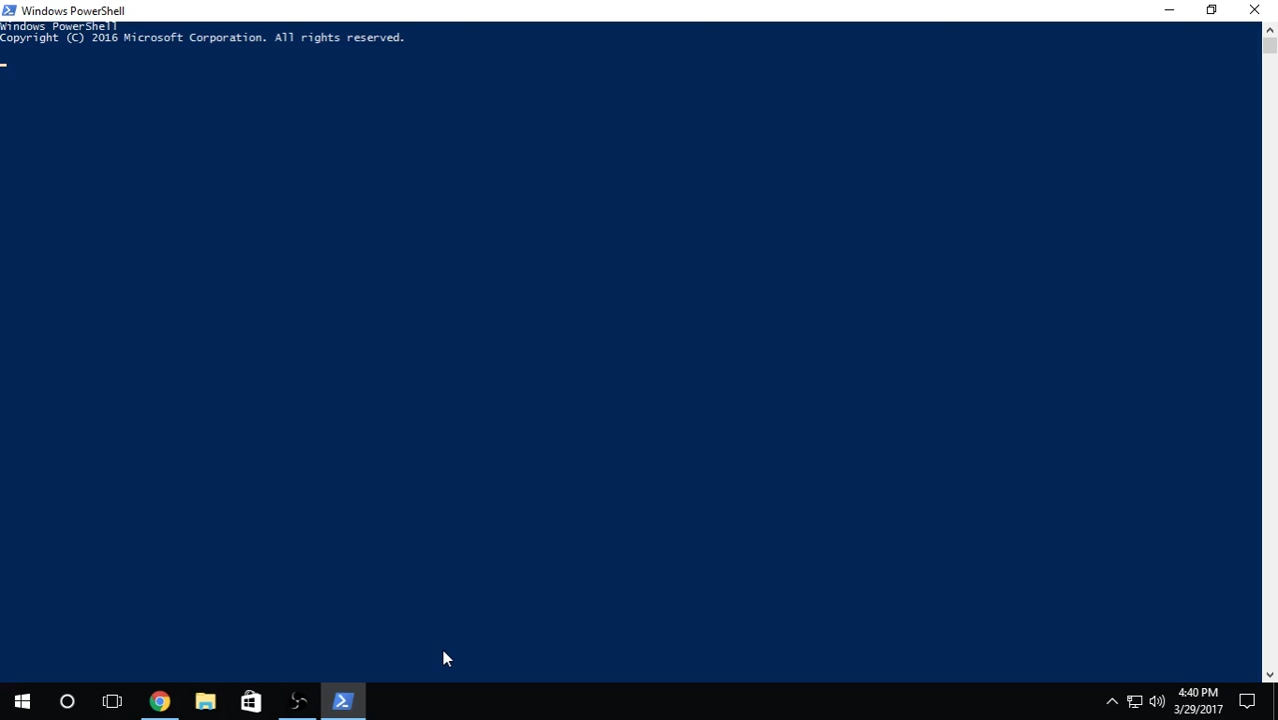 Windows PowerShell
Windows PowerShell
Copyright (C) 2016 Microsoft Corporation. All rights reserved.
4:40 PM
3/29/2017